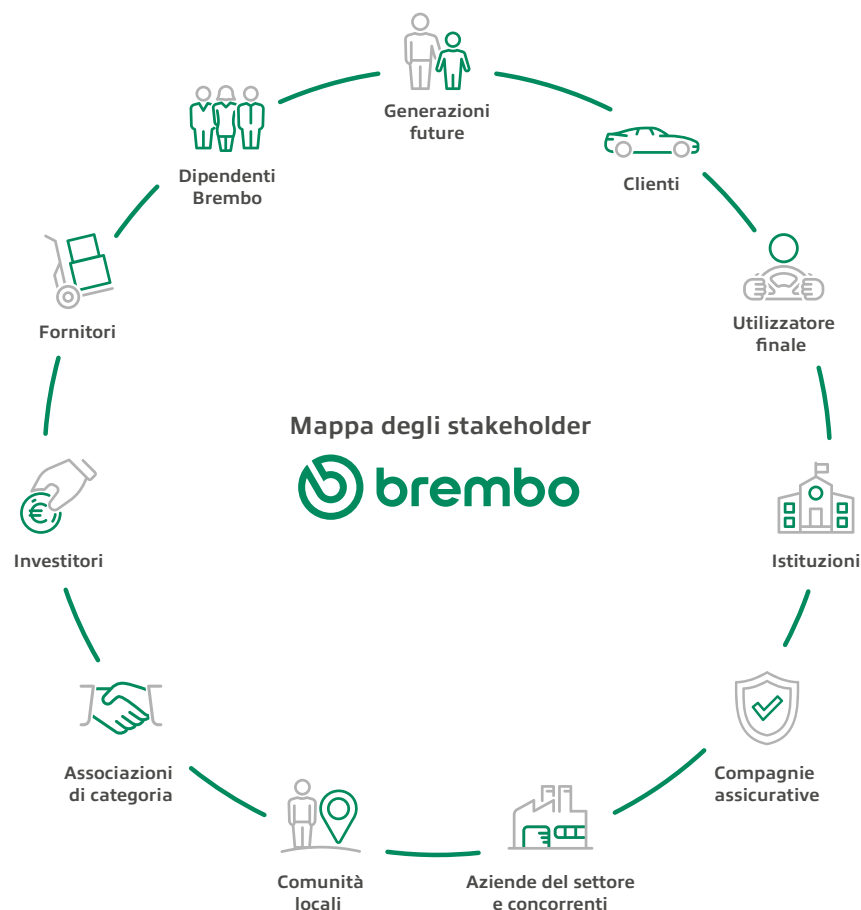 Generazioni
future
Clienti
Utilizzatore
finale
Istituzioni
Compagnie
assicurative
Aziende del settore
e concorrenti
Comunità
locali
Associazioni
di categoria
Investitori
€
Fornitori
Dipendenti
Brembo
Mappa degli stakeholder
brembo